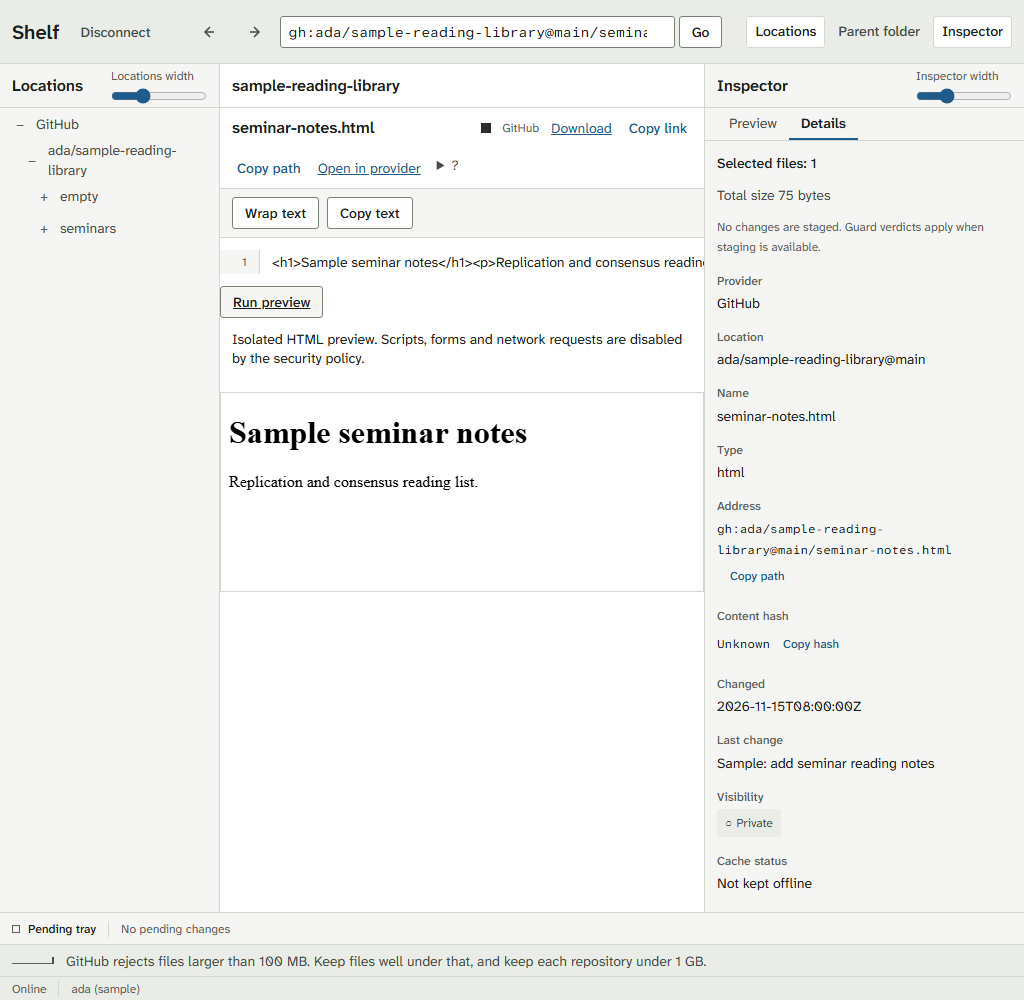 Shelf
Disconnect
←
→
gh:ada/sample-reading-library@main/semina
Go
Locations
Parent folder
Inspector
Locations
Locations width
− GitHub
− ada/sample-reading-
library
+ empty
+ seminars
sample-reading-library
seminar-notes.html
GitHub
Download
Copy link
Copy path
Open in provider
?
Wrap text
Copy text
1
<h1>Sample seminar notes</h1><p>Replication and consensus readin
Run preview
Isolated HTML preview. Scripts, forms and network requests are disabled
by the security policy.
Sample seminar notes
Replication and consensus reading list.
Inspector
Inspector width
Preview
Details
Selected files: 1
Total size 75 bytes
No changes are staged. Guard verdicts apply when
staging is available.
Provider
GitHub
Location
ada/sample-reading-library@main
Name
seminar-notes.html
Type
html
Address
gh:ada/sample-reading-
library@main/seminar-notes.html
Copy path
Content hash
Unknown
Copy hash
Changed
2026-11-15T08:00:00Z
Last change
Sample: add seminar reading notes
Visibility
○ Private
Cache status
Not kept offline
Pending tray
No pending changes
GitHub rejects files larger than 100 MB. Keep files well under that, and keep each repository under 1 GB.
Online
ada (sample)